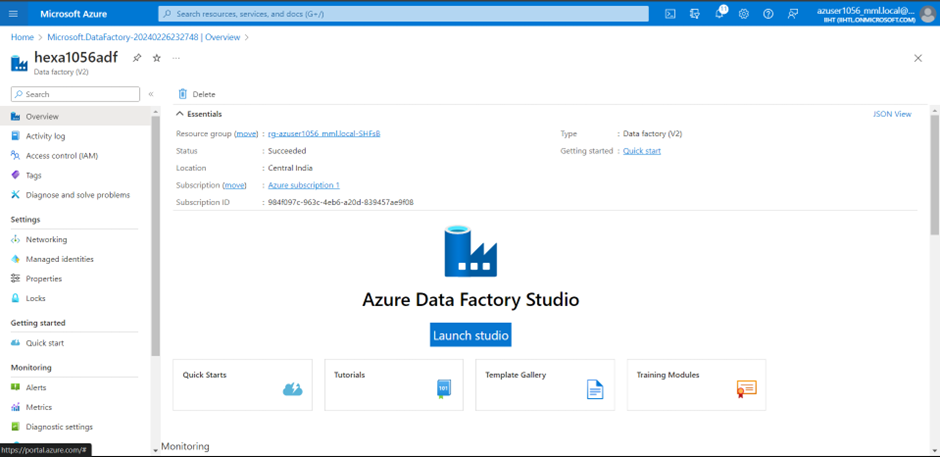 Microsoft Azure
Search resources, services, and docs (G+/)
11
azuser1056_mml.local@...
BHT (BHTL.ONMICROSOFT.COM)
Home > Microsoft.DataFactory-20240226232748 | Overview >
hexa1056adf
Data factory (V2)
Search
Delete
Overview
Activity log
Access control (IAM)
Tags
Diagnose and solve problems
Settings
Networking
Managed identities
Properties
Locks
Getting started
Quick start
Monitoring
Alerts
Metrics
Diagnostic settings
https://portal.azure.com/#
Essentials
JSON View
Resource group (move) : rg-azuser1056_mml.local-SHFsB
Type : Data factory (V2)
Status : Succeeded
Getting started : Quick start
Location : Central India
Subscription (move) : Azure subscription 1
Subscription ID : 984f097c-963c-4eb6-a20d-839457ae9f08
Azure Data Factory Studio
Launch studio
Quick Starts
Tutorials
101
Template Gallery
Training Modules
Monitoring